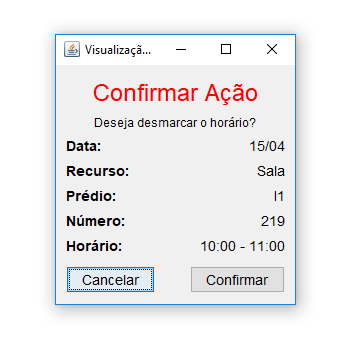 Visualizaçã...
Confirmar Ação
Deseja desmarcar o horário?
Data: 15/04
Recurso: Sala
Prédio: I1
Número: 219
Horário: 10:00 - 11:00
Cancelar Confirmar